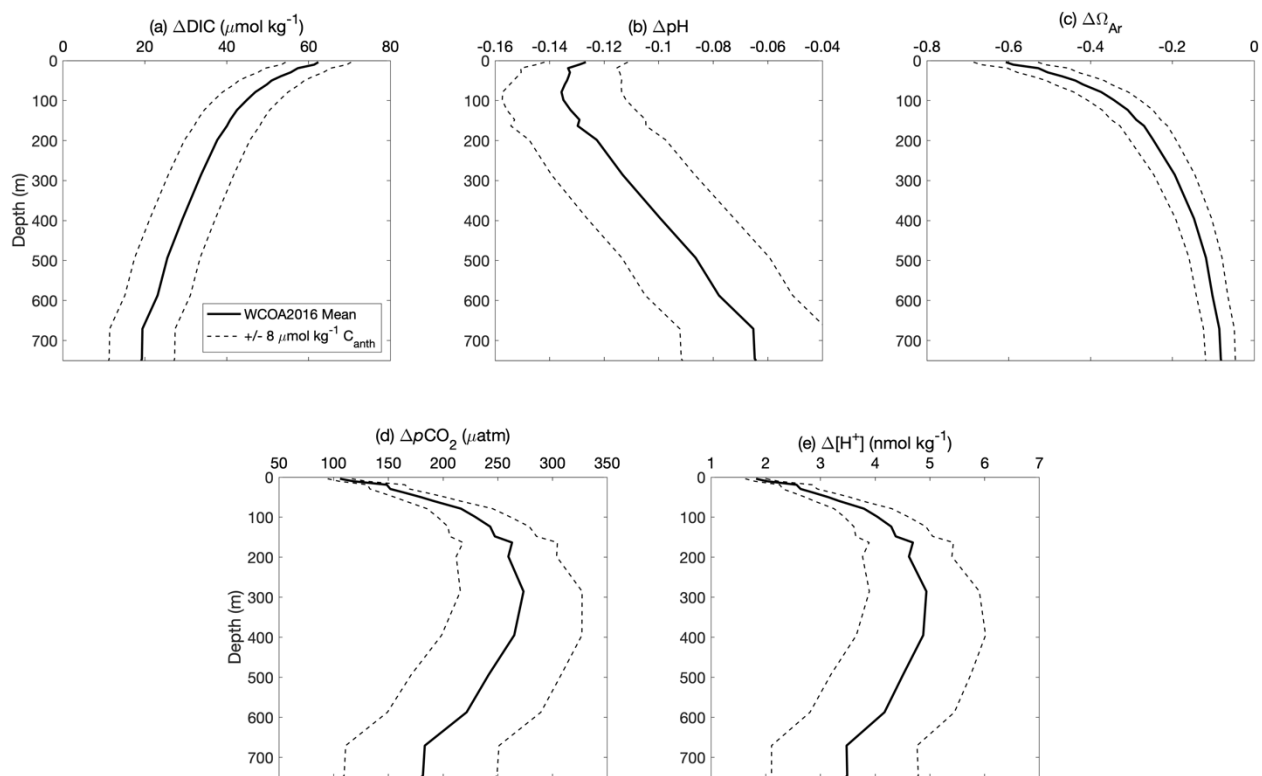 (a) ΔDIC (μmol kg⁻¹)
0 20 40 60 80
0
100
200
300
400
500
600
700
Depth (m)
WCOA2016 Mean
+/- 8 μmol kg⁻¹ C_anth
(b) ΔpH
-0.16 -0.14 -0.12 -0.1 -0.08 -0.06 -0.04
0
100
200
300
400
500
600
700
(c) ΔΩ_Ar
-0.8 -0.6 -0.4 -0.2 0
0
100
200
300
400
500
600
700
(d) ΔpCO₂ (μatm)
50 100 150 200 250 300 350
0
100
200
300
400
500
600
700
Depth (m)
(e) Δ[H⁺] (nmol kg⁻¹)
1 2 3 4 5 6 7
0
100
200
300
400
500
600
700